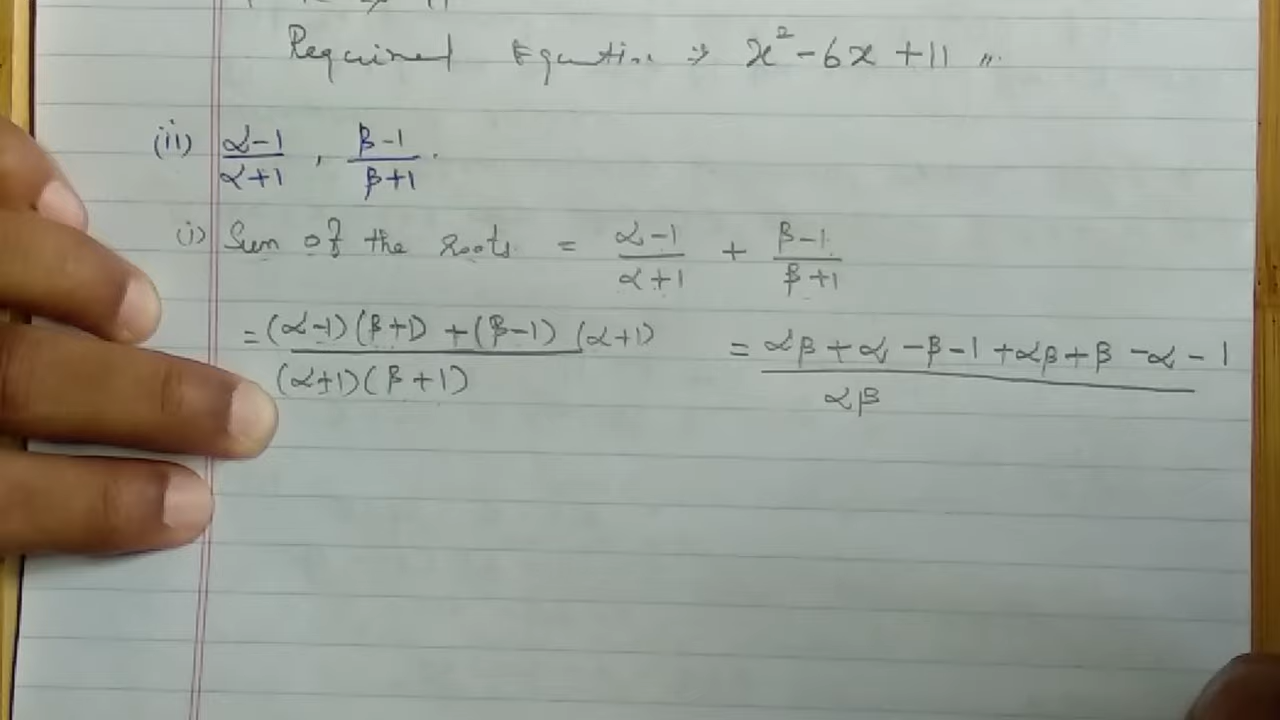 Required Equation ⇒ x² - 6x + 11 〃.
(ii) α-1/α+1 , β-1/β+1 .
(i) Sum of the roots. = α-1/α+1 + β-1/β+1
= (α-1)(β+1) + (β-1)(α+1)/(α+1)(β+1) = αβ + α - β - 1 + αβ + β - α - 1/αβ